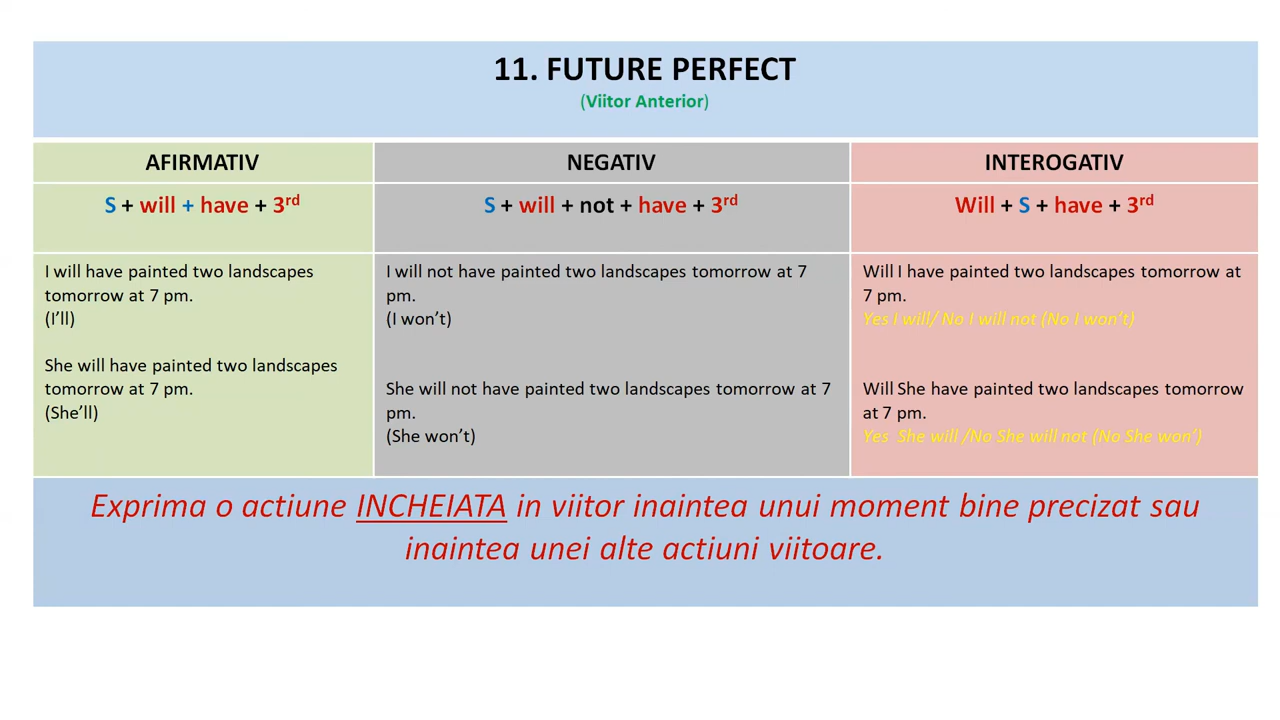 11. FUTURE PERFECT
(Viitor Anterior)
AFIRMATIV
NEGATIV
INTEROGATIV
S + will + have + 3rd
S + will + not + have + 3rd
Will + S + have + 3rd
I will have painted two landscapes
tomorrow at 7 pm.
(I'll)
She will have painted two landscapes
tomorrow at 7 pm.
(She'll)
I will not have painted two landscapes tomorrow at 7
pm.
(I won't)
She will not have painted two landscapes tomorrow at 7
pm.
(She won't)
Will I have painted two landscapes tomorrow at
7 pm.
Yes I will/ No I will not (No I won't)
Will She have painted two landscapes tomorrow
at 7 pm.
Yes She will /No She will not (No She won')
Exprima o actiune INCHEIATA in viitor inaintea unui moment bine precizat sau
inaintea unei alte actiuni viitoare.